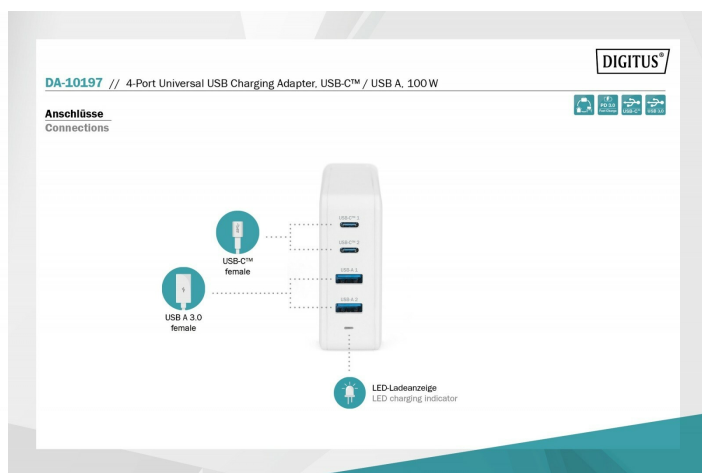 DIGITUS®
DA-10197 // 4-Port Universal USB Charging Adapter, USB-C™ / USB A, 100 W
PD 3.0
USB-C™
USB 3.0
Anschlüsse
Connections
USB-C™ 1
USB-C™ 2
USB-A 1
USB-A 2
USB-C™
female
USB A 3.0
female
LED-Ladeanzeige
LED charging indicator